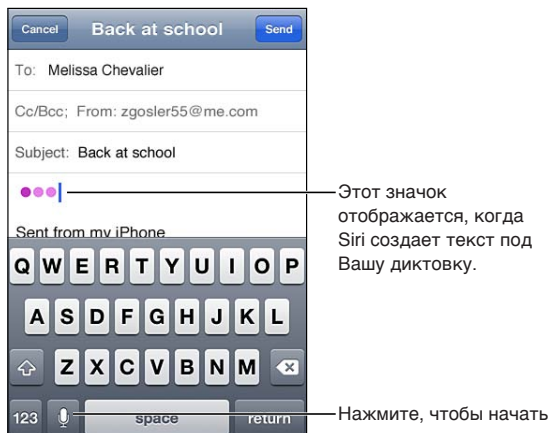 Cancel Back at school Send
To: Melissa Chevalier
Cc/Bcc; From: zgosler55@me.com
Subject: Back at school
Этот значок
отображается, когда
Siri создает текст под
Вашу диктовку.
Sent from my iPhone
Q W E R T Y U I O P
A S D F G H J K L
Z X C V B N M
123 space return
Нажмите, чтобы начать